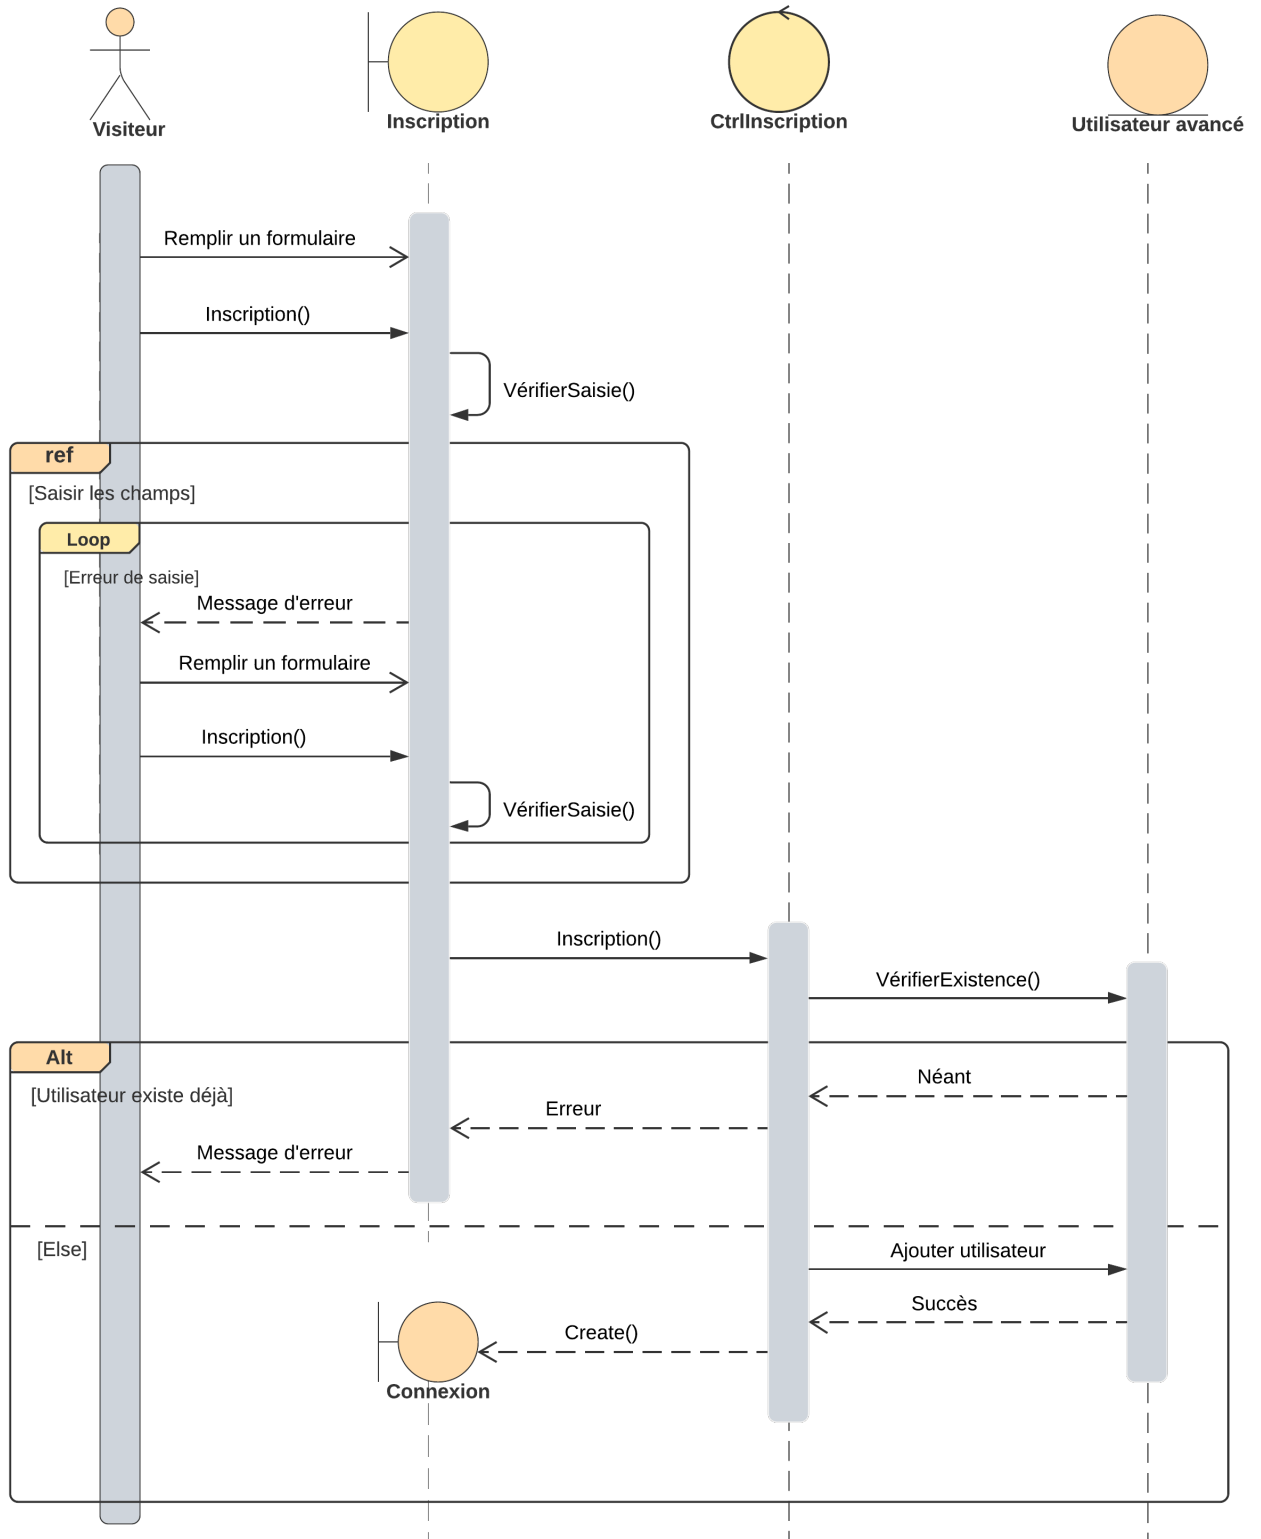 Visiteur
Inscription
CtrlInscription
Utilisateur avancé
Remplir un formulaire
Inscription()
VérifierSaisie()
ref
[Saisir les champs]
Loop
[Erreur de saisie]
Message d'erreur
Remplir un formulaire
Inscription()
VérifierSaisie()
Inscription()
VérifierExistence()
Alt
[Utilisateur existe déjà]
Néant
Erreur
Message d'erreur
[Else]
Ajouter utilisateur
Succès
Create()
Connexion